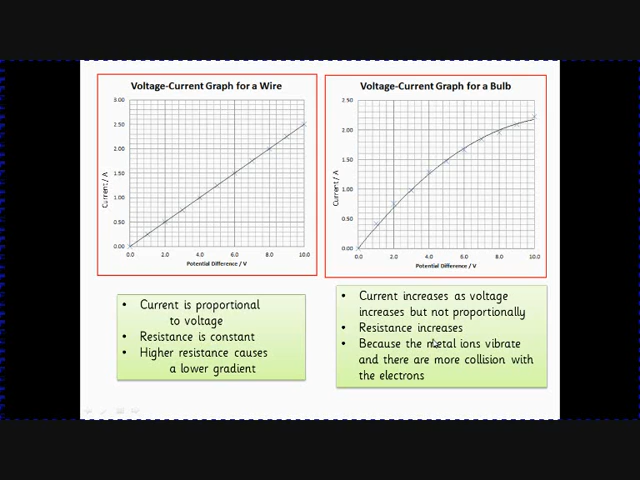 Voltage-Current Graph for a Wire
3.00
2.50
2.00
1.50
1.00
0.50
0.00
Current / A
0.0 2.0 4.0 6.0 8.0 10.0
Potential Difference / V
Voltage-Current Graph for a Bulb
2.50
2.00
1.50
1.00
0.50
0.00
Current / A
0.0 2.0 4.0 6.0 8.0 10.0
Potential Difference / V
• Current is proportional
to voltage
• Resistance is constant
• Higher resistance causes
a lower gradient
• Current increases as voltage
increases but not proportionally
• Resistance increases
• Because the metal ions vibrate
and there are more collision with
the electrons